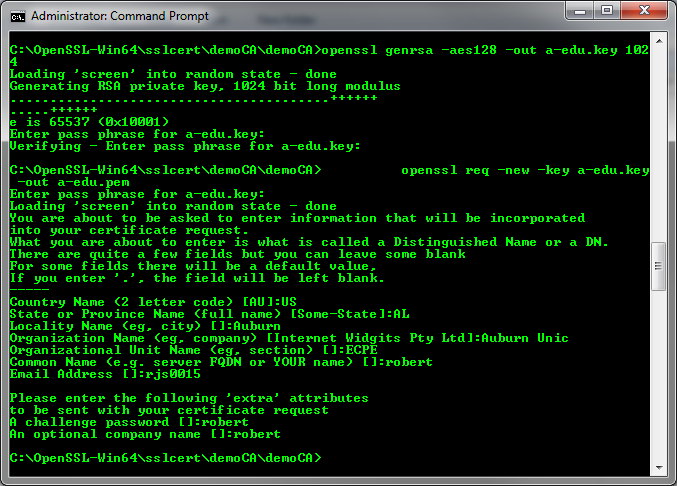 Administrator: Command Prompt
C:\OpenSSL-Win64\sslcert\demoCA\demoCA>openssl genrsa -aes128 -out a-edu.key 102
4
Loading 'screen' into random state - done
Generating RSA private key, 1024 bit long modulus
........................................++++++
.....++++++
e is 65537 (0x10001)
Enter pass phrase for a-edu.key:
Verifying - Enter pass phrase for a-edu.key:
C:\OpenSSL-Win64\sslcert\demoCA\demoCA>          openssl req -new -key a-edu.key
 -out a-edu.pem
Enter pass phrase for a-edu.key:
Loading 'screen' into random state - done
You are about to be asked to enter information that will be incorporated
into your certificate request.
What you are about to enter is what is called a Distinguished Name or a DN.
There are quite a few fields but you can leave some blank
For some fields there will be a default value,
If you enter '.', the field will be left blank.
-----
Country Name (2 letter code) [AU]:US
State or Province Name (full name) [Some-State]:AL
Locality Name (eg, city) []:Auburn
Organization Name (eg, company) [Internet Widgits Pty Ltd]:Auburn Unic
Organizational Unit Name (eg, section) []:ECPE
Common Name (e.g. server FQDN or YOUR name) []:robert
Email Address []:rjs0015
Please enter the following 'extra' attributes
to be sent with your certificate request
A challenge password []:robert
An optional company name []:robert
C:\OpenSSL-Win64\sslcert\demoCA\demoCA>